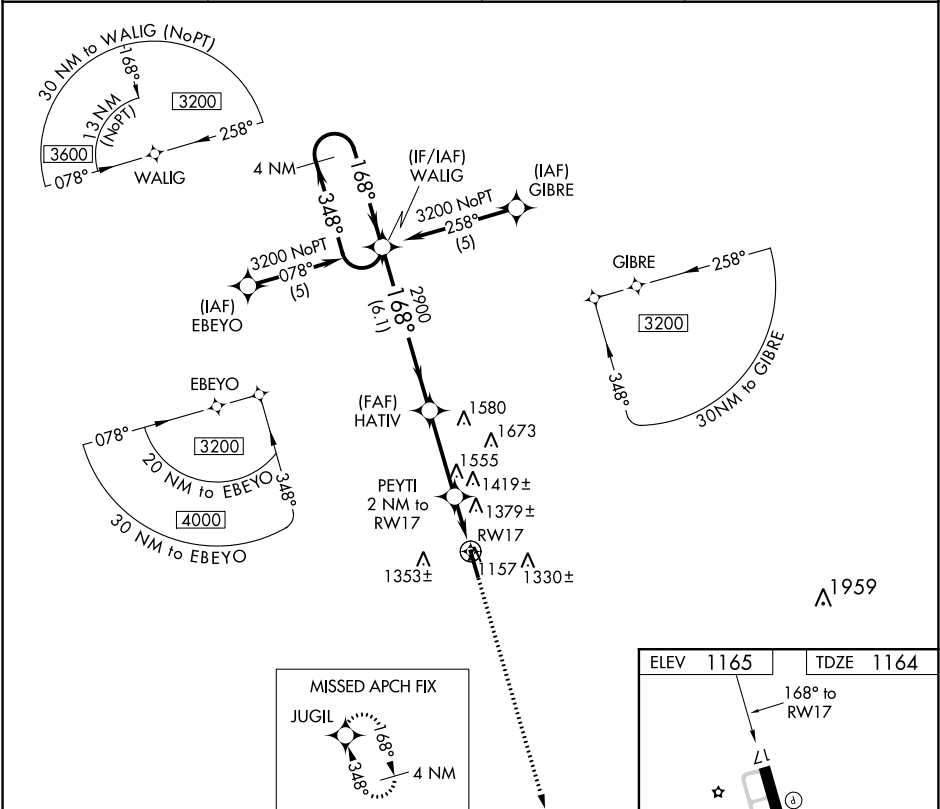 30 NM to WALIG (NoPT)
168°
13 NM
(NoPT)
3200
3600
258°
078°
WALIG
4 NM
168°
348°
(IF/IAF)
WALIG
(IAF)
GIBRE
3200 NoPT
258°
(5)
3200 NoPT
078°
(5)
(IAF)
EBEYO
2900
168°
(6.1)
GIBRE
258°
3200
348°
30NM to GIBRE
EBEYO
078°
3200
348°
20 NM to EBEYO
4000
30 NM to EBEYO
(FAF)
HATIV
1580
1673
1555
1419±
PEYTI
2 NM to
RW17
1379±
RW17
1353±
1157
1330±
1959
MISSED APCH FIX
JUGIL
168°
348°
4 NM
ELEV 1165
TDZE 1164
168° to
RW17
17